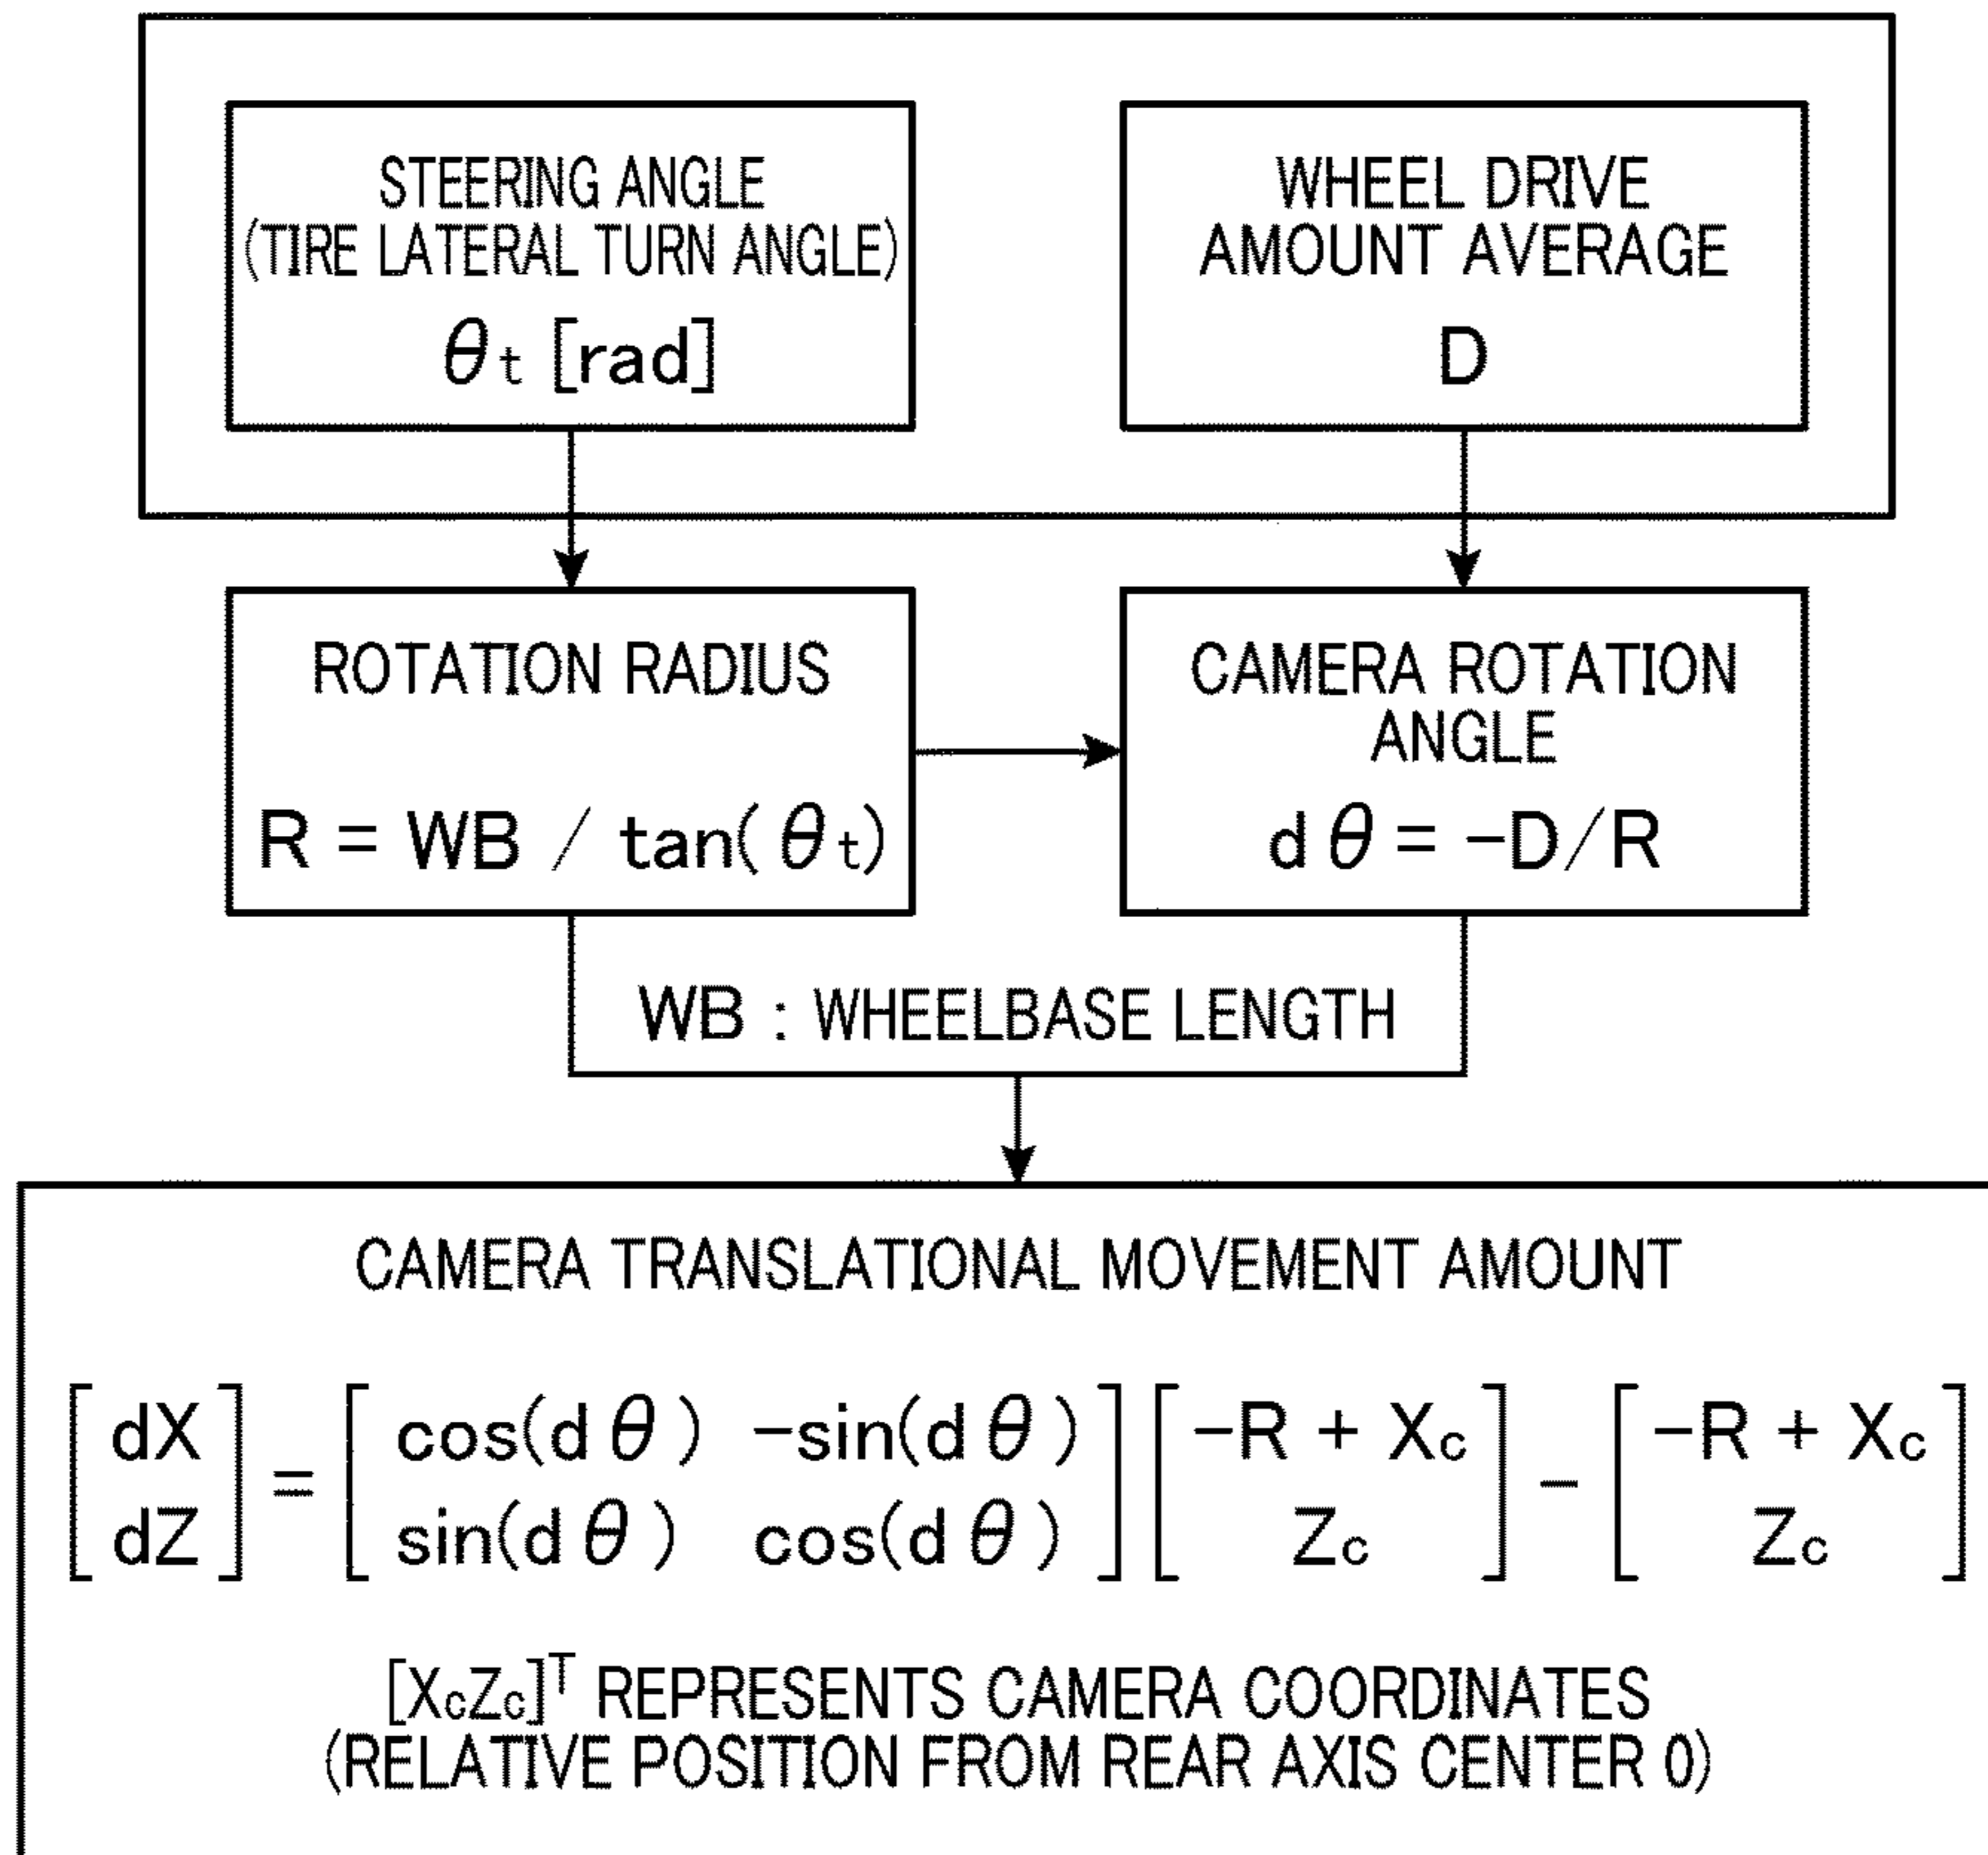 STEERING ANGLE
(TIRE LATERAL TURN ANGLE)
θt [rad]
WHEEL DRIVE
AMOUNT AVERAGE
D
ROTATION RADIUS
R = WB / tan(θt)
CAMERA ROTATION
ANGLE
dθ = -D/R
WB : WHEELBASE LENGTH
CAMERA TRANSLATIONAL MOVEMENT AMOUNT
[dX] = [cos(dθ) -sin(dθ)] [-R + Xc] - [-R + Xc]
[dZ] [sin(dθ) cos(dθ)] [Zc] [Zc]
[XcZc]^T REPRESENTS CAMERA COORDINATES
(RELATIVE POSITION FROM REAR AXIS CENTER 0)